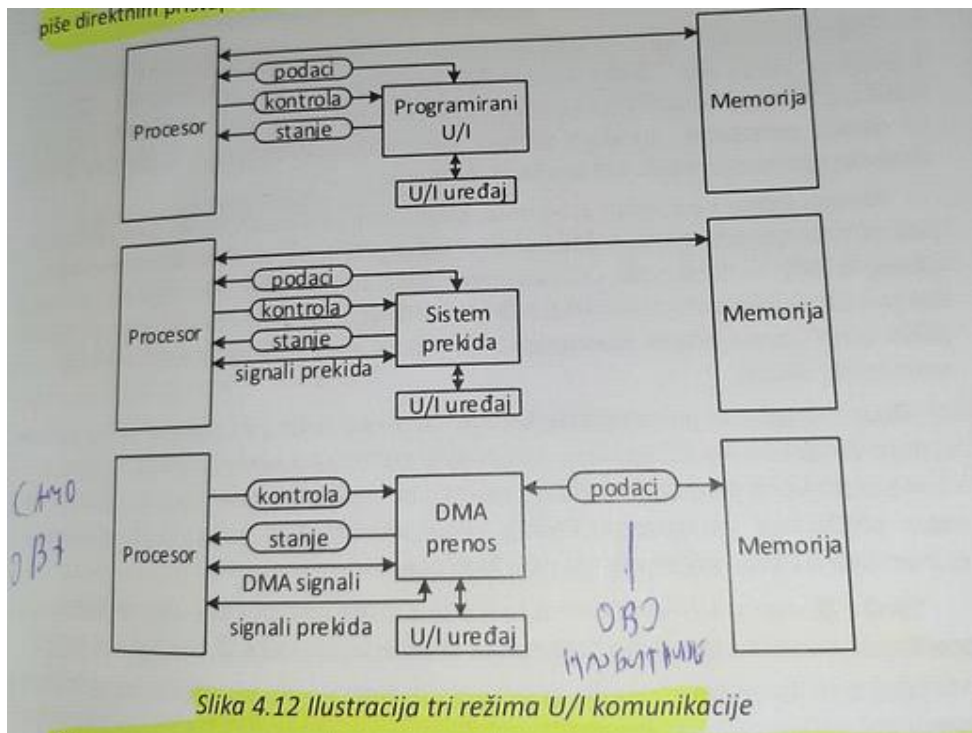 piše direktnim
podaci
kontrola
stanje
Procesor
Programirani
U/I
U/I uređaj
Memorija
podaci
kontrola
stanje
signali prekida
Procesor
Sistem
prekida
U/I uređaj
Memorija
САМО
kontrola
stanje
DMA signali
signali prekida
Procesor
DMA
prenos
U/I uređaj
podaci
Memorija
ОВО
Slika 4.12 Ilustracija tri režima U/I komunikacije